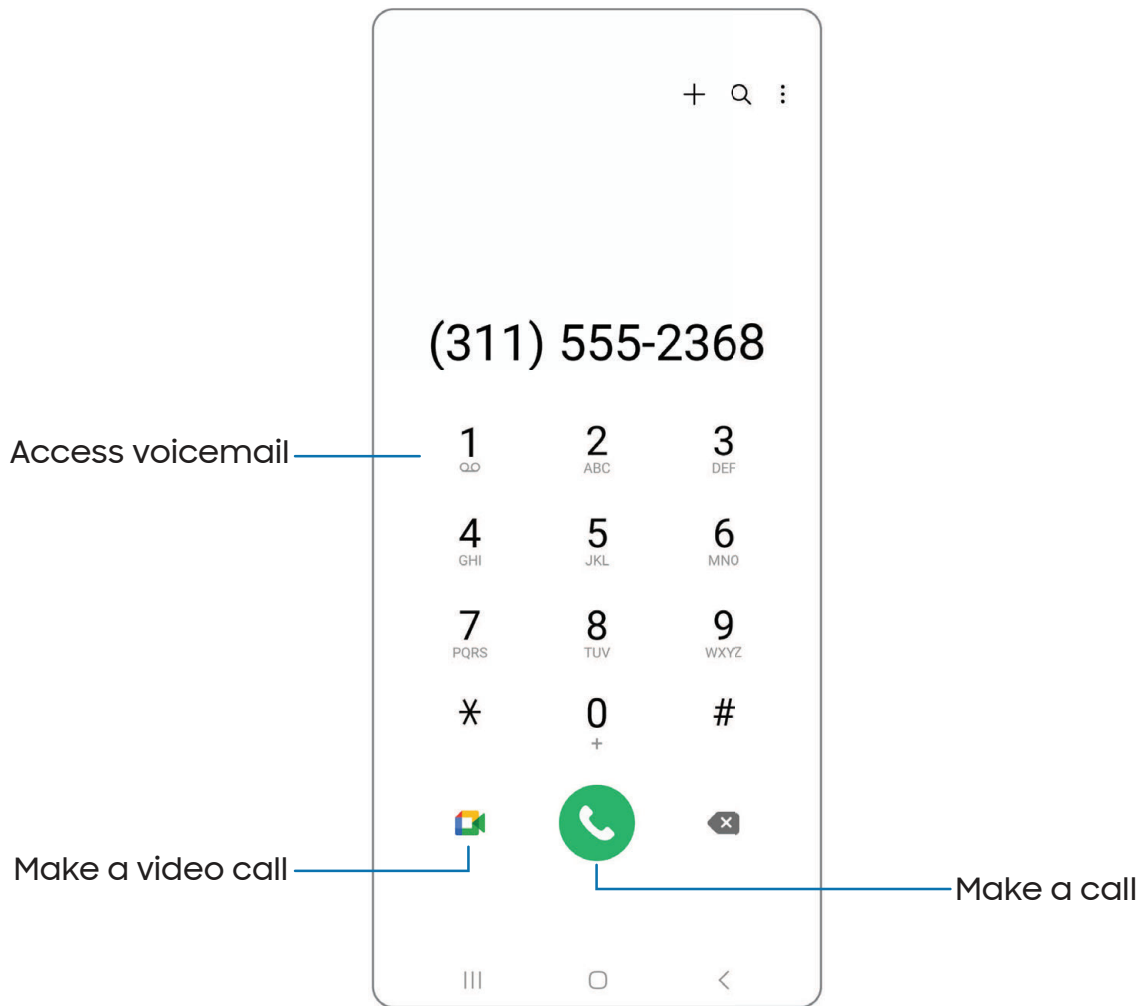 (311) 555-2368
Access voicemail
1 2 3
ABC DEF
4 5 6
GHI JKL MNO
7 8 9
PQRS TUV WXYZ
* 0 #
+
Make a video call
Make a call